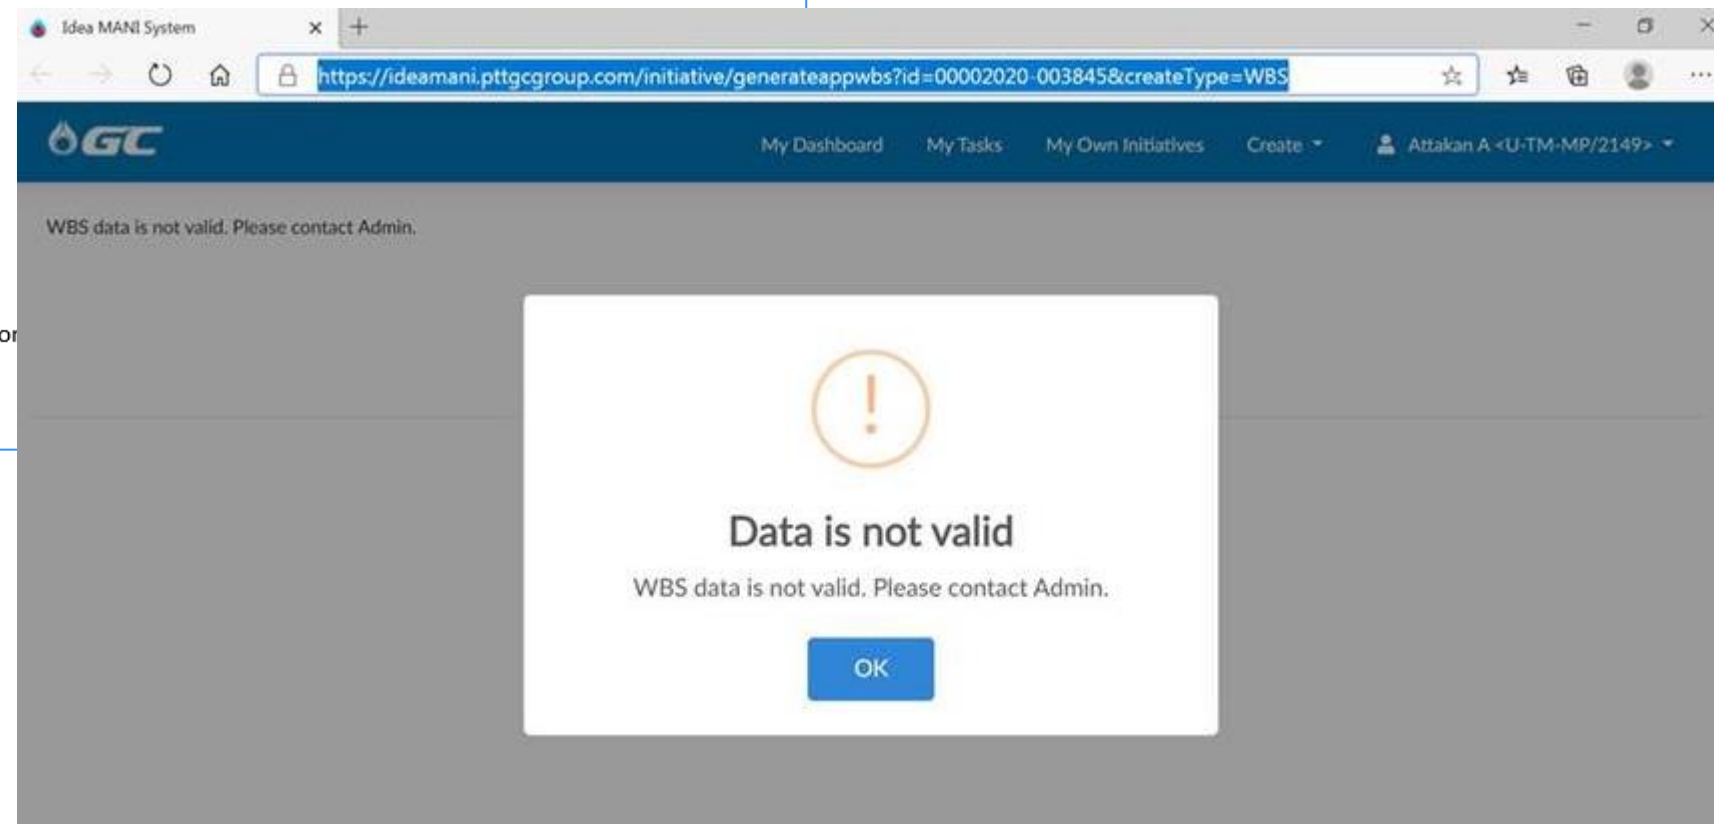 Idea MANI System
https://ideamani.pttgcgroup.com/initiative/generateappwbs?id=00002020-003845&createType=WBS
GC My Dashboard My Tasks My Own Initiatives Create Attakan A <U-TM-MP/2149>
WBS data is not valid. Please contact Admin.
or
!
Data is not valid
WBS data is not valid. Please contact Admin.
OK